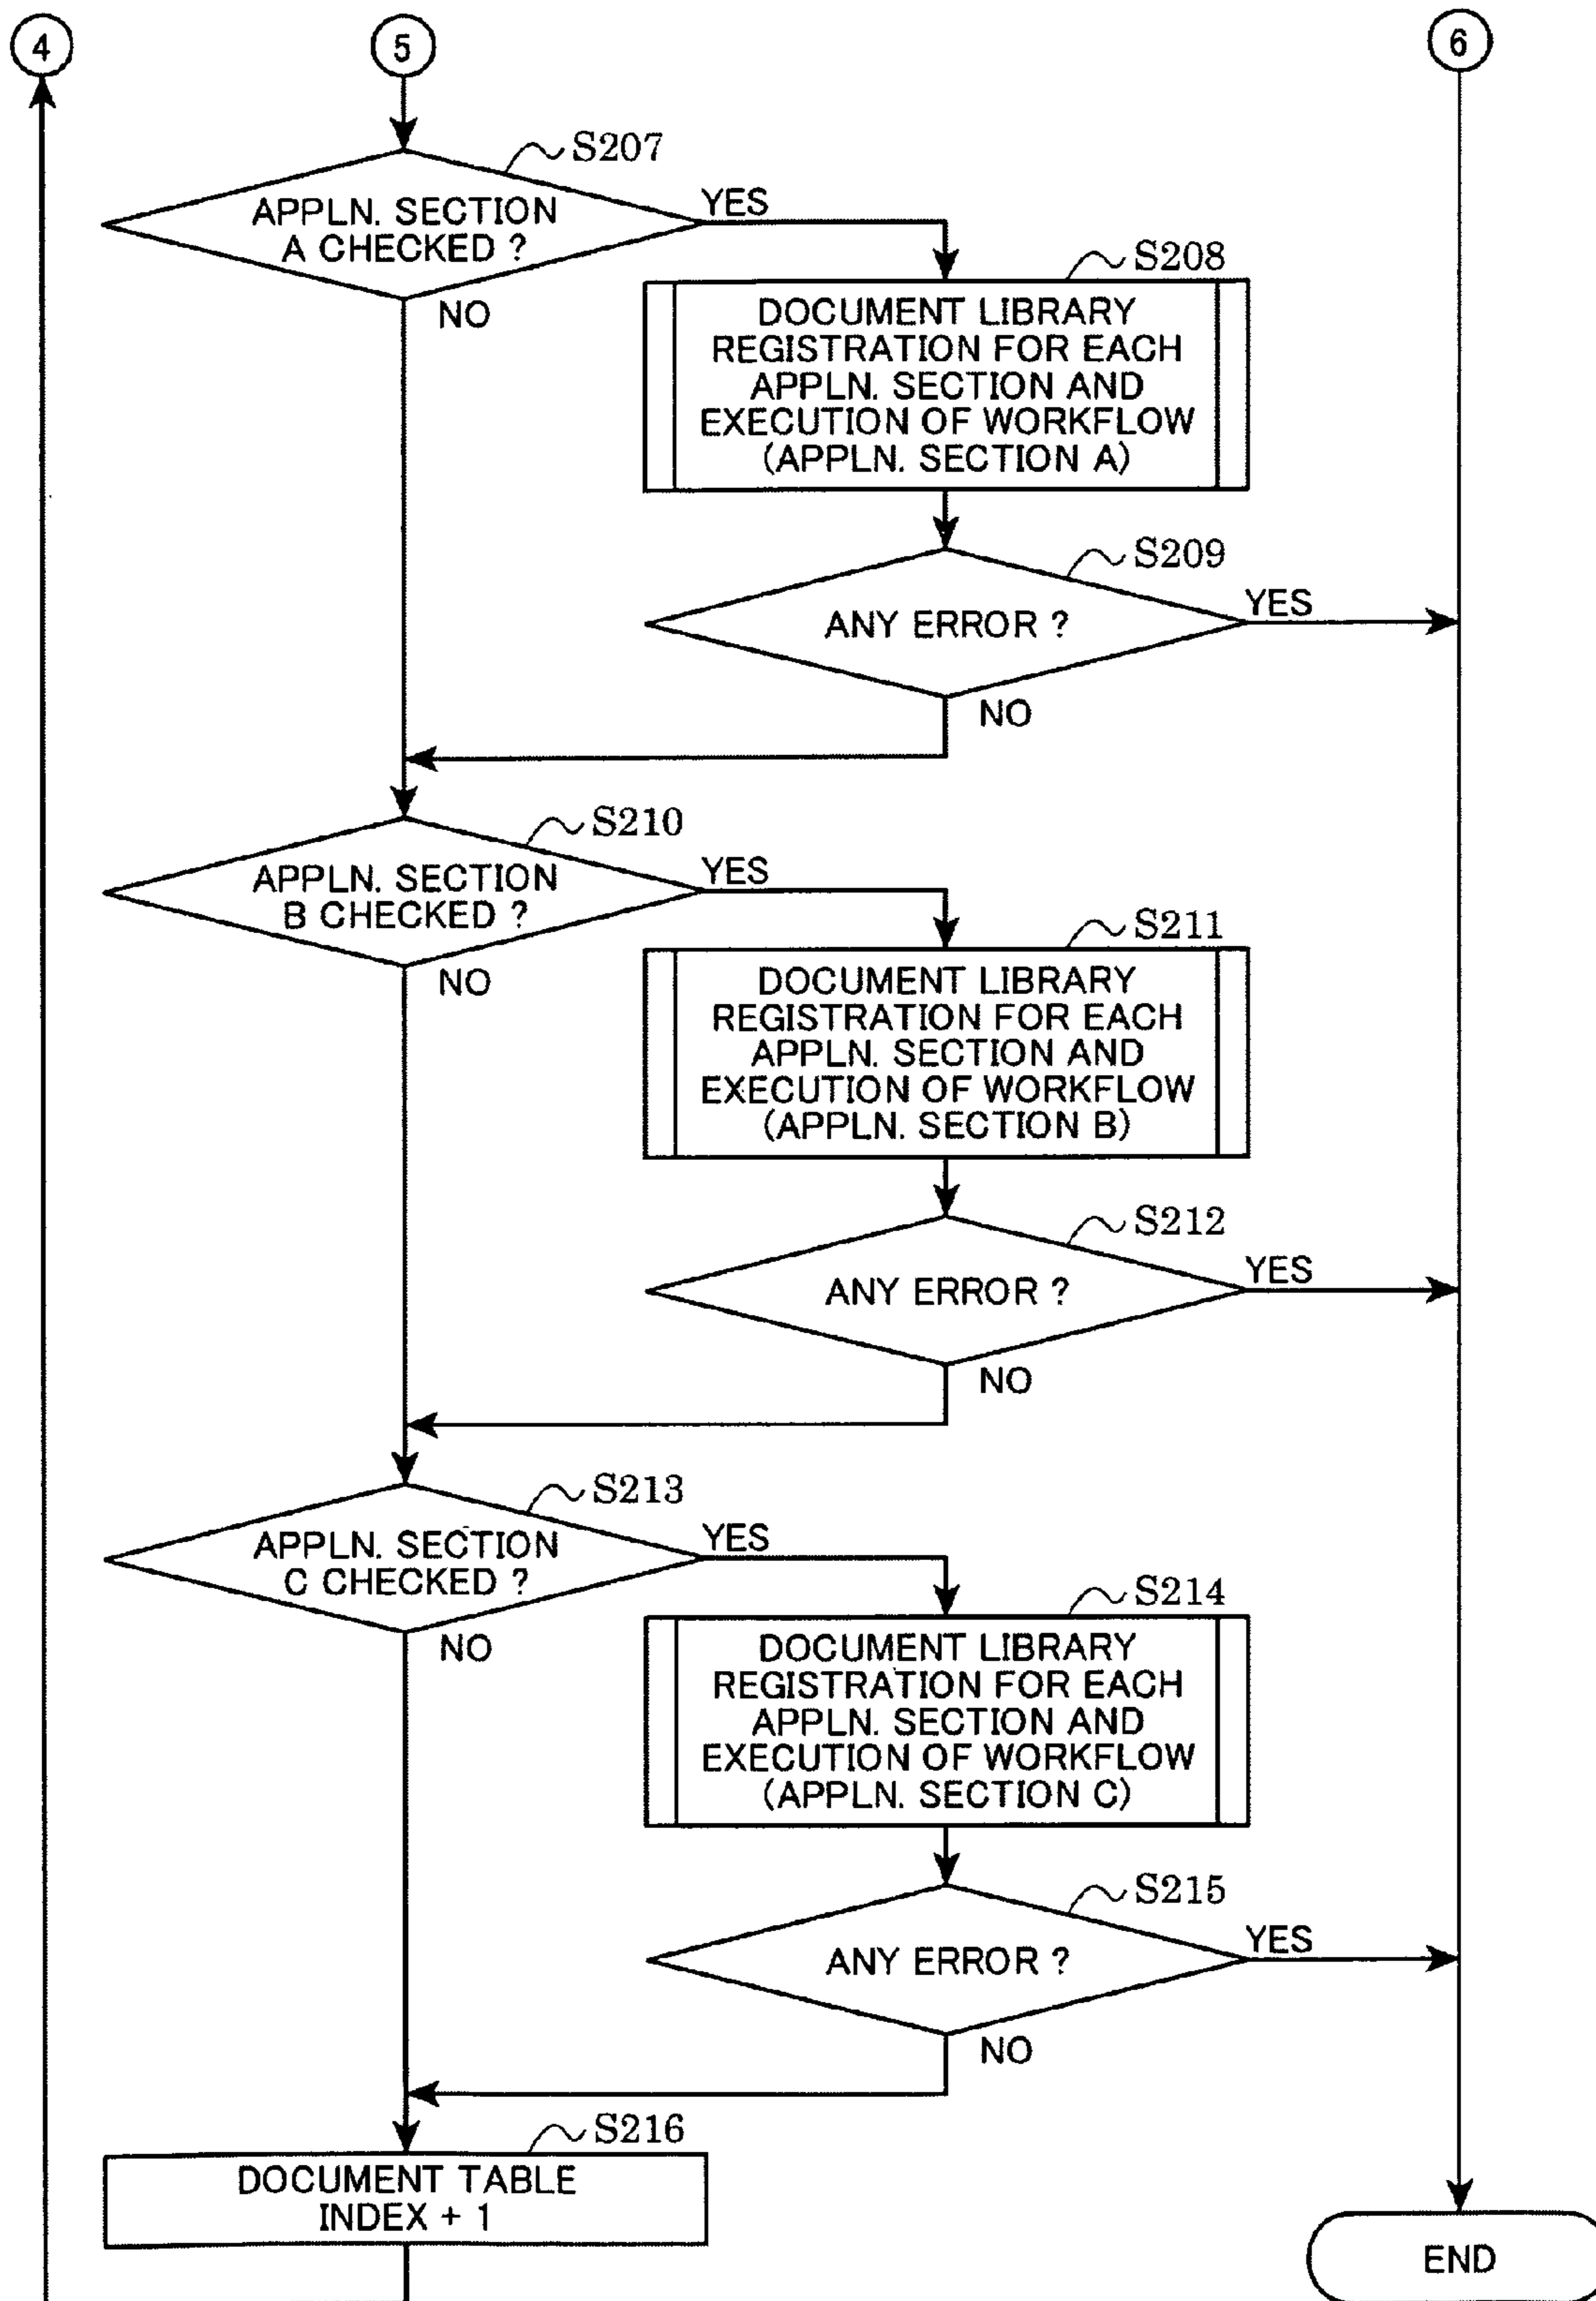 4
5
6
S207
APPLN. SECTION
A CHECKED ?
YES
NO
S208
DOCUMENT LIBRARY
REGISTRATION FOR EACH
APPLN. SECTION AND
EXECUTION OF WORKFLOW
(APPLN. SECTION A)
S209
ANY ERROR ?
YES
NO
S210
APPLN. SECTION
B CHECKED ?
YES
NO
S211
DOCUMENT LIBRARY
REGISTRATION FOR EACH
APPLN. SECTION AND
EXECUTION OF WORKFLOW
(APPLN. SECTION B)
S212
ANY ERROR ?
YES
NO
S213
APPLN. SECTION
C CHECKED ?
YES
NO
S214
DOCUMENT LIBRARY
REGISTRATION FOR EACH
APPLN. SECTION AND
EXECUTION OF WORKFLOW
(APPLN. SECTION C)
S215
ANY ERROR ?
YES
NO
S216
DOCUMENT TABLE
INDEX + 1
END